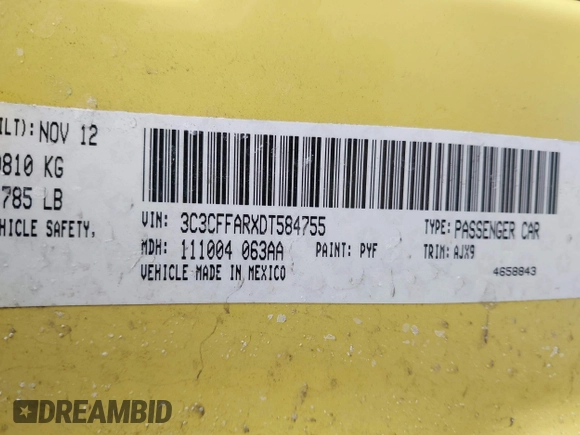 ILT): NOV 12
0810 KG
785 LB
HICLE SAFETY,
VIN: 3C3CFFARXDT584755
TYPE: PASSENGER CAR
MDH: 111004 063AA
PAINT: PYF
TRIM: AJX9
VEHICLE MADE IN MEXICO
4658843
DREAMBID